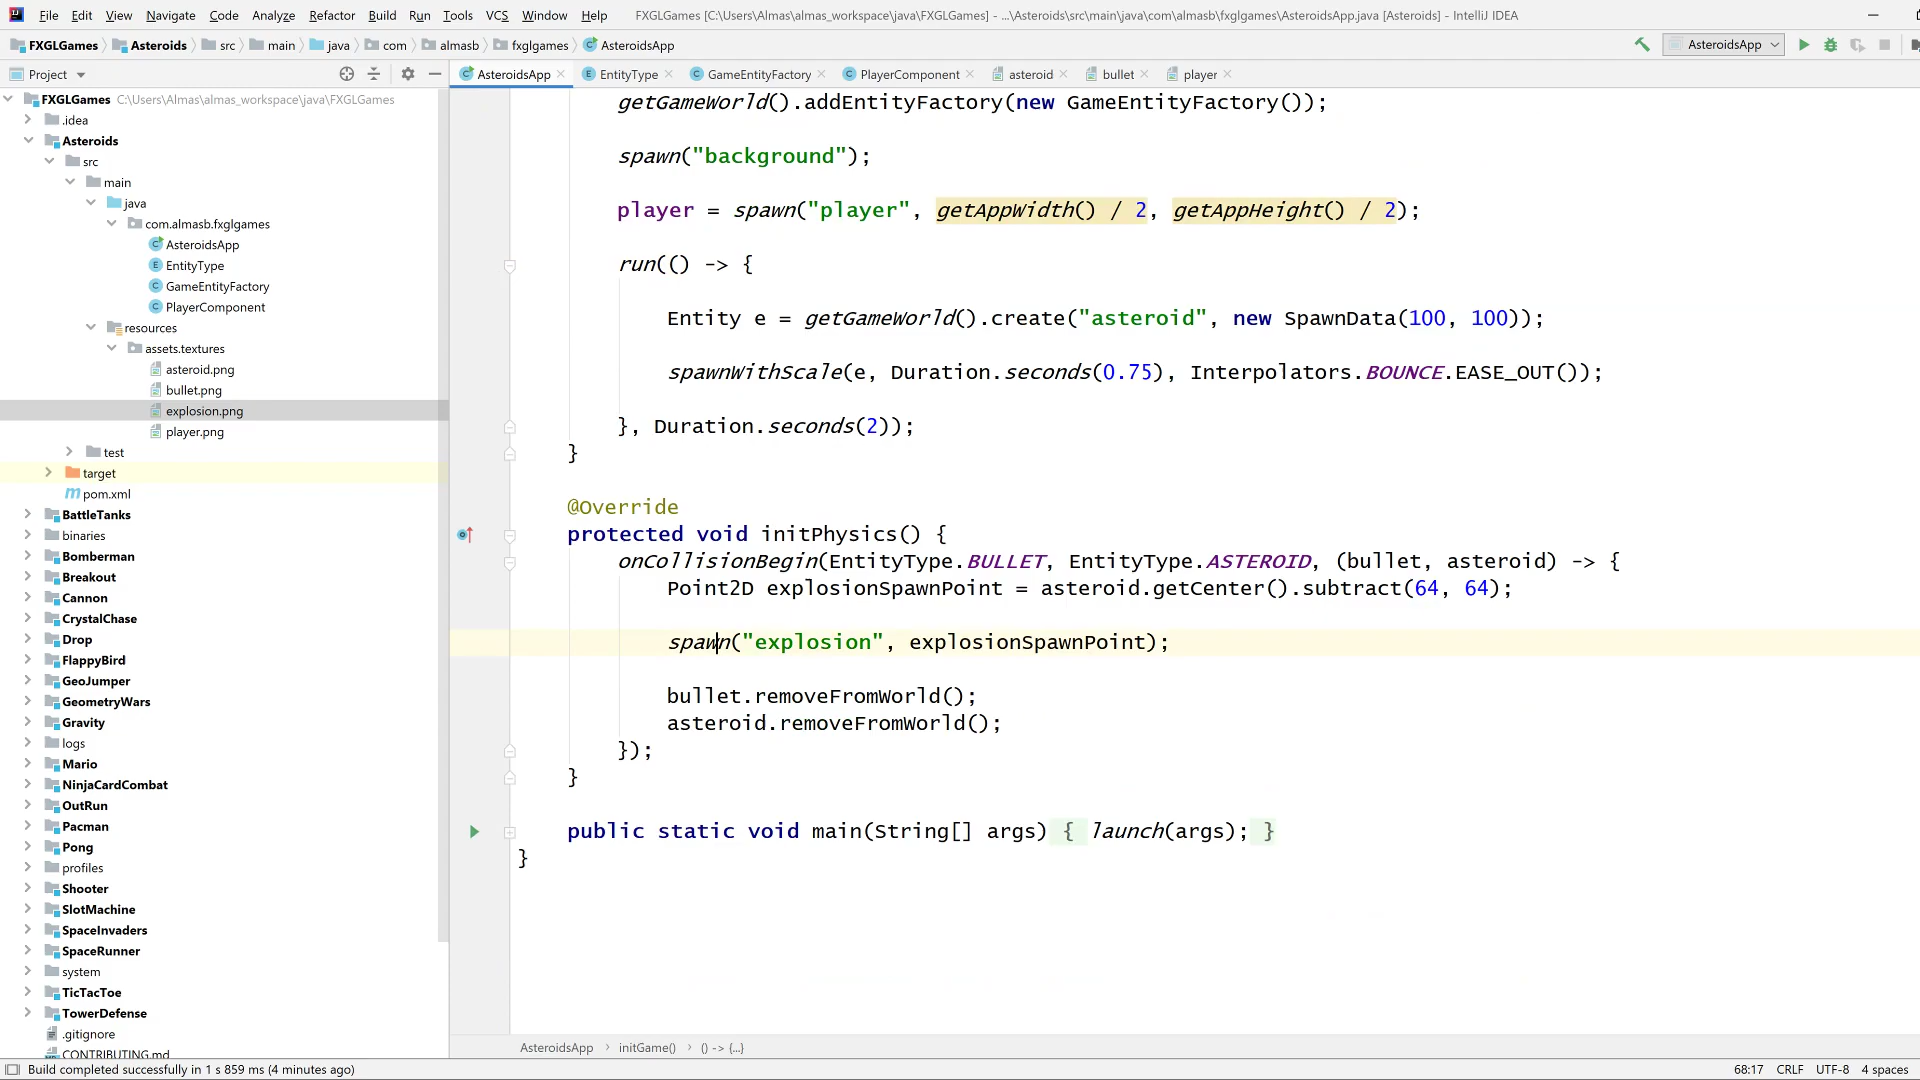 File Edit View Navigate Code Analyze Refactor Build Run Tools VCS Window Help FXGLGames [C:\Users\Almas\almas_workspace\java\FXGLGames] - ...\Asteroids\src\main\java\com\almasb\fxglgames\AsteroidsApp.java [Asteroids] - IntelliJ IDEA
FXGLGames Asteroids src main java com almasb fxglgames AsteroidsApp AsteroidsApp
Project
AsteroidsApp EntityType GameEntityFactory PlayerComponent asteroid bullet player
FXGLGames C:\Users\Almas\almas_workspace\java\FXGLGames
.idea
Asteroids
src
main
java
com.almasb.fxglgames
AsteroidsApp
EntityType
GameEntityFactory
PlayerComponent
resources
assets.textures
asteroid.png
bullet.png
explosion.png
player.png
test
target
pom.xml
BattleTanks
binaries
Bomberman
Breakout
Cannon
CrystalChase
Drop
FlappyBird
GeoJumper
GeometryWars
Gravity
logs
Mario
NinjaCardCombat
OutRun
Pacman
Pong
profiles
Shooter
SlotMachine
SpaceInvaders
SpaceRunner
system
TicTacToe
TowerDefense
.gitignore
CONTRIBUTING.md
getGameWorld().addEntityFactory(new GameEntityFactory());
spawn("background");
player = spawn("player", getAppWidth() / 2, getAppHeight() / 2);
run(() -> {
Entity e = getGameWorld().create("asteroid", new SpawnData(100, 100));
spawnWithScale(e, Duration.seconds(0.75), Interpolators.BOUNCE.EASE_OUT());
}, Duration.seconds(2));
}
@Override
protected void initPhysics() {
onCollisionBegin(EntityType.BULLET, EntityType.ASTEROID, (bullet, asteroid) -> {
Point2D explosionSpawnPoint = asteroid.getCenter().subtract(64, 64);
spawn("explosion", explosionSpawnPoint);
bullet.removeFromWorld();
asteroid.removeFromWorld();
});
}
public static void main(String[] args) { launch(args); }
}
AsteroidsApp › initGame() › () -> {...}
Build completed successfully in 1 s 859 ms (4 minutes ago) 68:17 CRLF UTF-8 4 spaces